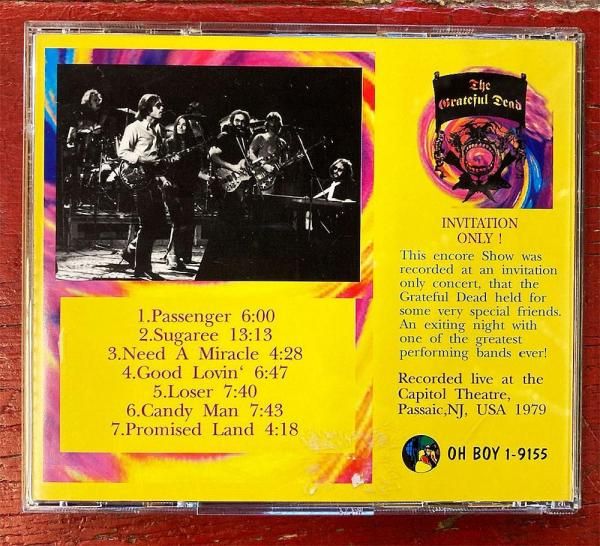 The
Grateful Dead
INVITATION
ONLY !
This encore Show was
recorded at an invitation
only concert, that the
Grateful Dead held for
some very special friends.
An exiting night with
one of the greatest
performing bands ever!
Recorded live at the
Capitol Theatre,
Passaic,NJ, USA 1979
OH BOY 1-9155
1.Passenger 6:00
2.Sugaree 13:13
3.Need A Miracle 4:28
4.Good Lovin‘ 6:47
5.Loser 7:40
6.Candy Man 7:43
7.Promised Land 4:18